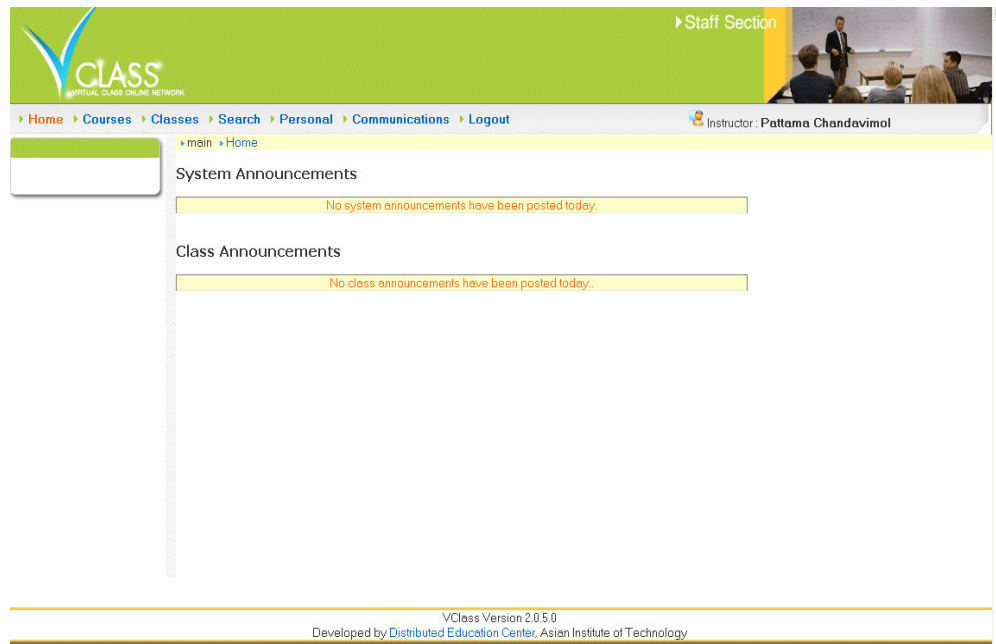 Staff Section
VCLASS
VIRTUAL CLASS ONLINE NETWORK
Home Courses Classes Search Personal Communications Logout
Instructor : Pattama Chandavimol
main Home
System Announcements
No system announcements have been posted today.
Class Announcements
No class announcements have been posted today..
VClass Version 2.0.5.0
Developed by Distributed Education Center, Asian Institute of Technology